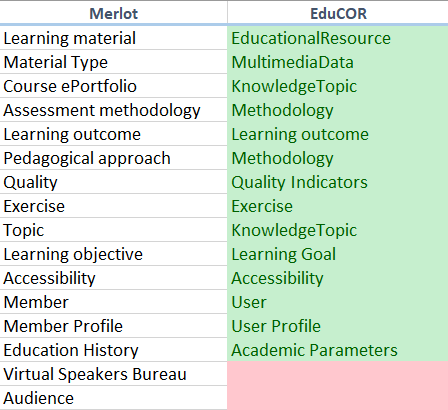 Merlot EduCOR
Learning material EducationalResource
Material Type MultimediaData
Course ePortfolio KnowledgeTopic
Assessment methodology Methodology
Learning outcome Learning outcome
Pedagogical approach Methodology
Quality Quality Indicators
Exercise Exercise
Topic KnowledgeTopic
Learning objective Learning Goal
Accessibility Accessibility
Member User
Member Profile User Profile
Education History Academic Parameters
Virtual Speakers Bureau
Audience